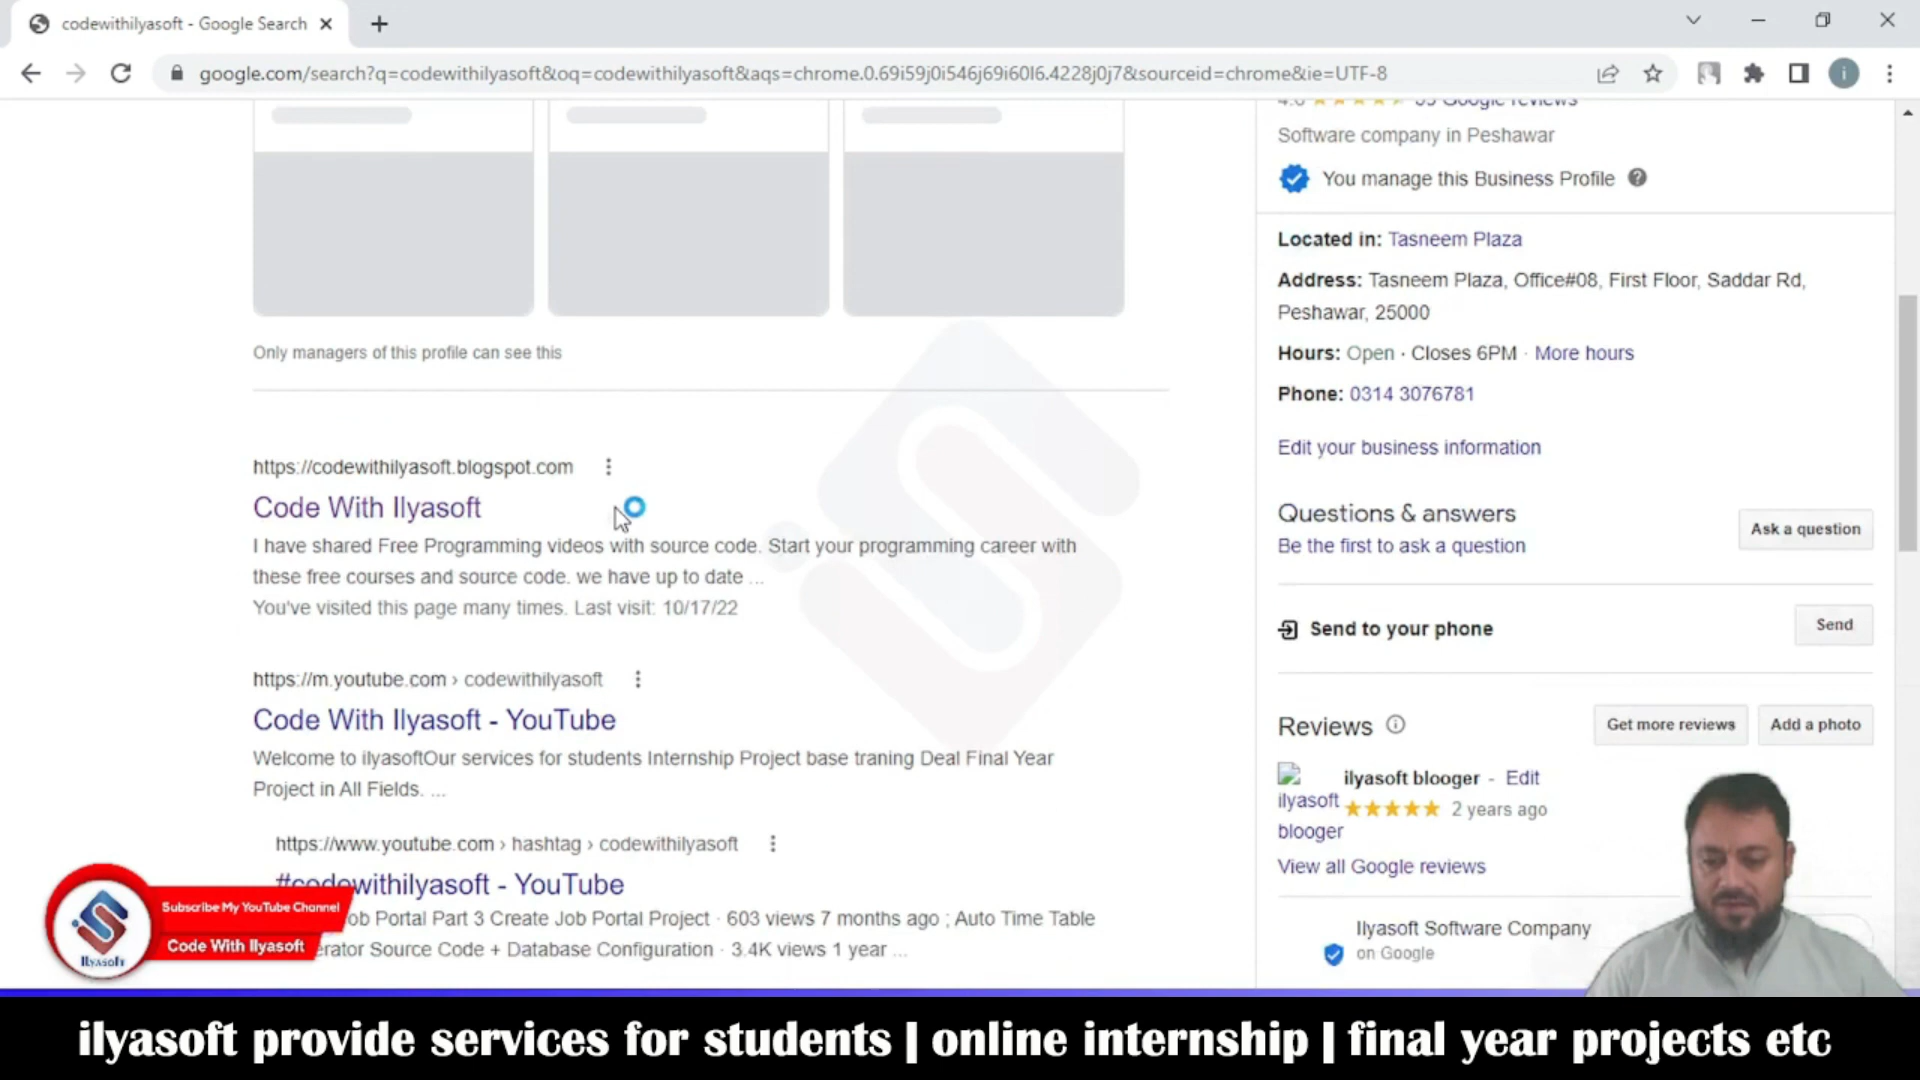 codewithilyasoft - Google Search
google.com/search?q=codewithilyasoft&oq=codewithilyasoft&aqs=chrome.0.69i59j0i546j69i60l6.4228j0j7&sourceid=chrome&ie=UTF-8
i
Only managers of this profile can see this
https://codewithilyasoft.blogspot.com
Code With Ilyasoft
I have shared Free Programming videos with source code. Start your programming career with
these free courses and source code. we have up to date ...
You've visited this page many times. Last visit: 10/17/22
https://m.youtube.com › codewithilyasoft
Code With Ilyasoft - YouTube
Welcome to ilyasoftOur services for students Internship Project base traning Deal Final Year
Project in All Fields. ...
https://www.youtube.com › hashtag › codewithilyasoft
#codewithilyasoft - YouTube
ob Portal Part 3 Create Job Portal Project · 603 views 7 months ago ; Auto Time Table
erator Source Code + Database Configuration · 3.4K views 1 year ...
Google reviews
Software company in Peshawar
You manage this Business Profile
Located in: Tasneem Plaza
Address: Tasneem Plaza, Office#08, First Floor, Saddar Rd,
Peshawar, 25000
Hours: Open · Closes 6PM · More hours
Phone: 0314 3076781
Edit your business information
Questions & answers
Be the first to ask a question
Ask a question
Send to your phone
Send
Reviews
Get more reviews
Add a photo
ilyasoft
blooger
ilyasoft blooger - Edit
2 years ago
View all Google reviews
Ilyasoft Software Company
on Google
Subscribe My YouTube Channel
Code With Ilyasoft
Ilyasoft
ilyasoft provide services for students | online internship | final year projects etc